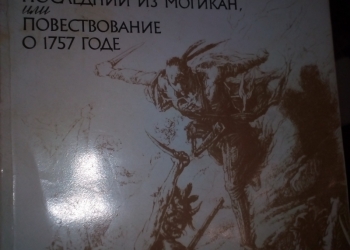 ПОСЛЕДНИЙ ИЗ МОГИКАН,
ИЛИ
ПОВЕСТВОВАНИЕ
О 1757 ГОДЕ